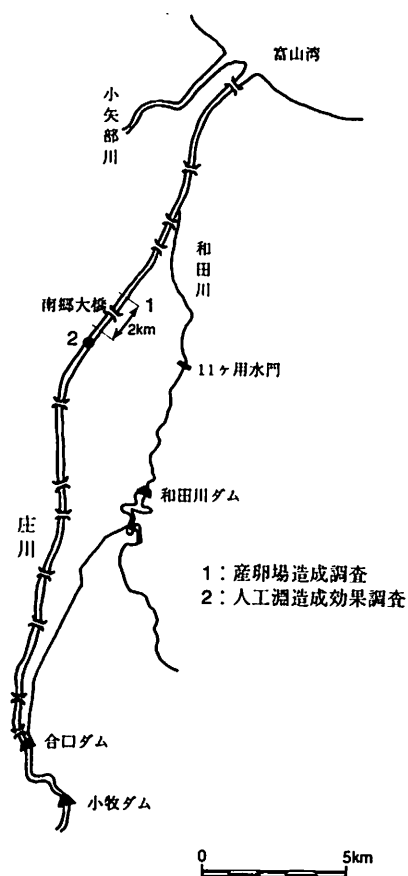 富山湾
小矢部川
和田川
南郷大橋
1
2km
2
11ヶ用水門
和田川ダム
庄川
1：産卵場造成調査
2：人工淵造成効果調査
合口ダム
小牧ダム
0 5km